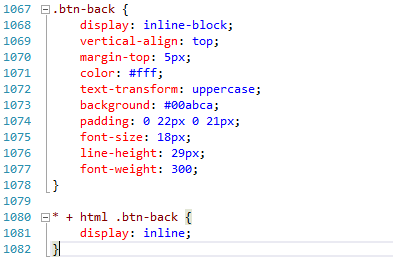 1067 .btn-back {
1068     display: inline-block;
1069     vertical-align: top;
1070     margin-top: 5px;
1071     color: #fff;
1072     text-transform: uppercase;
1073     background: #00abca;
1074     padding: 0 22px 0 21px;
1075     font-size: 18px;
1076     line-height: 29px;
1077     font-weight: 300;
1078 }
1079
1080 * + html .btn-back {
1081     display: inline;
1082 }